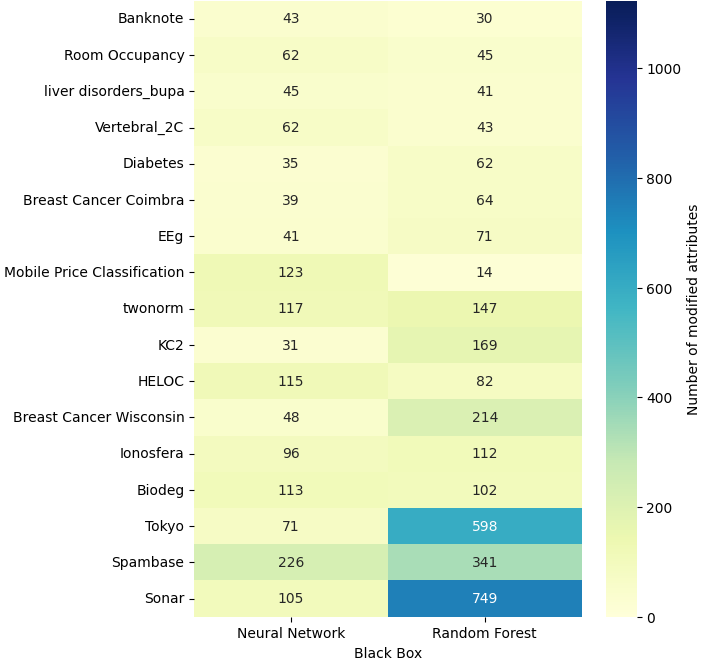 Banknote 43 30
Room Occupancy 62 45
liver disorders_bupa 45 41
Vertebral_2C 62 43
Diabetes 35 62
Breast Cancer Coimbra 39 64
EEg 41 71
Mobile Price Classification 123 14
twonorm 117 147
KC2 31 169
HELOC 115 82
Breast Cancer Wisconsin 48 214
Ionosfera 96 112
Biodeg 113 102
Tokyo 71 598
Spambase 226 341
Sonar 105 749
Neural Network Random Forest
Black Box
1000
800
600
400
200
0
Number of modified attributes